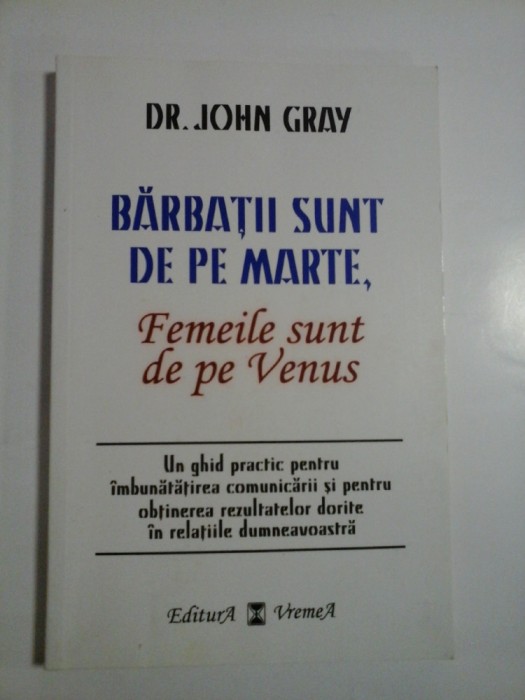 DR. JOHN GRAY
BĂRBAȚII SUNT
DE PE MARTE,
Femeile sunt
de pe Venus
Un ghid practic pentru
îmbunătățirea comunicării și pentru
obținerea rezultatelor dorite
în relațiile dumneavoastră
EditurA VremeA